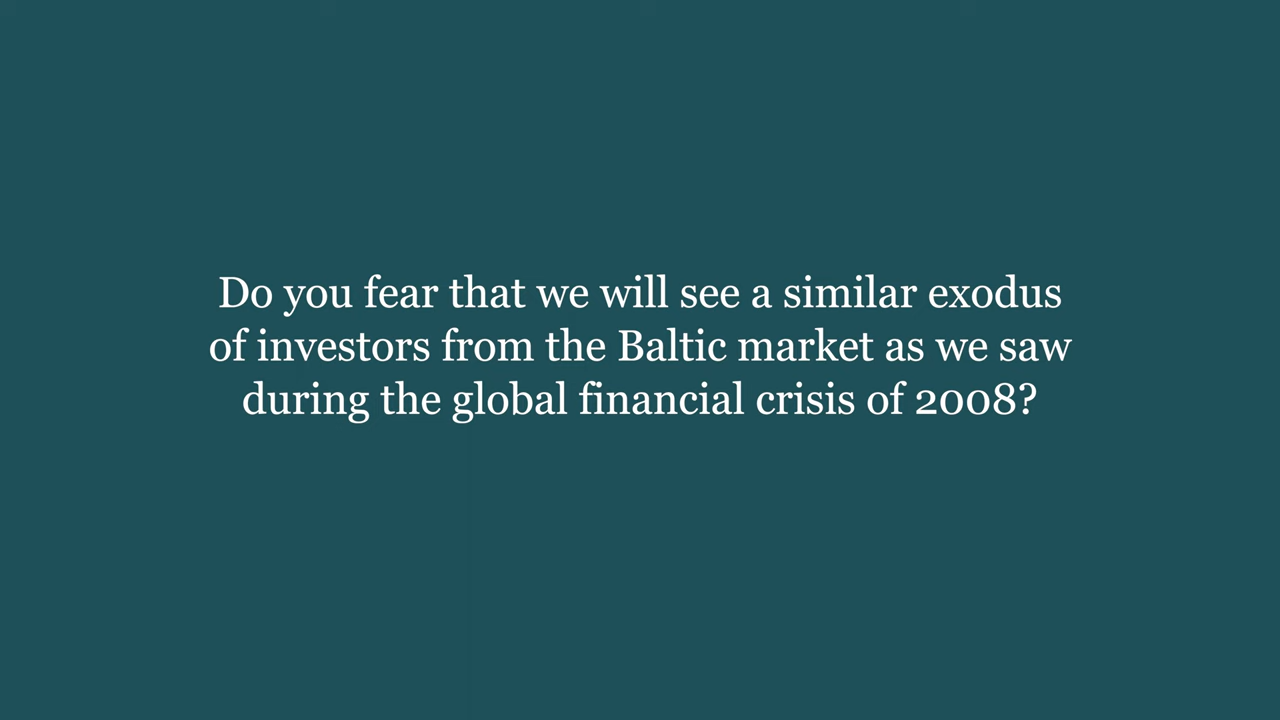 Do you fear that we will see a similar exodus
of investors from the Baltic market as we saw
during the global financial crisis of 2008?